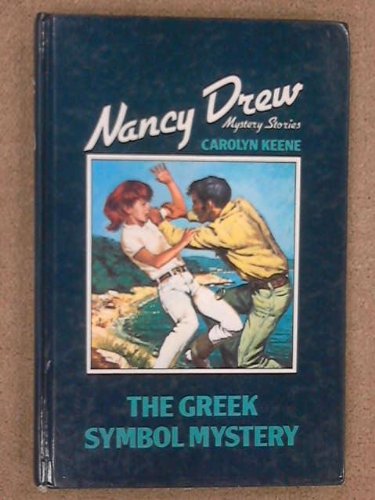 Nancy Drew
Mystery Stories
CAROLYN KEENE
THE GREEK
SYMBOL MYSTERY